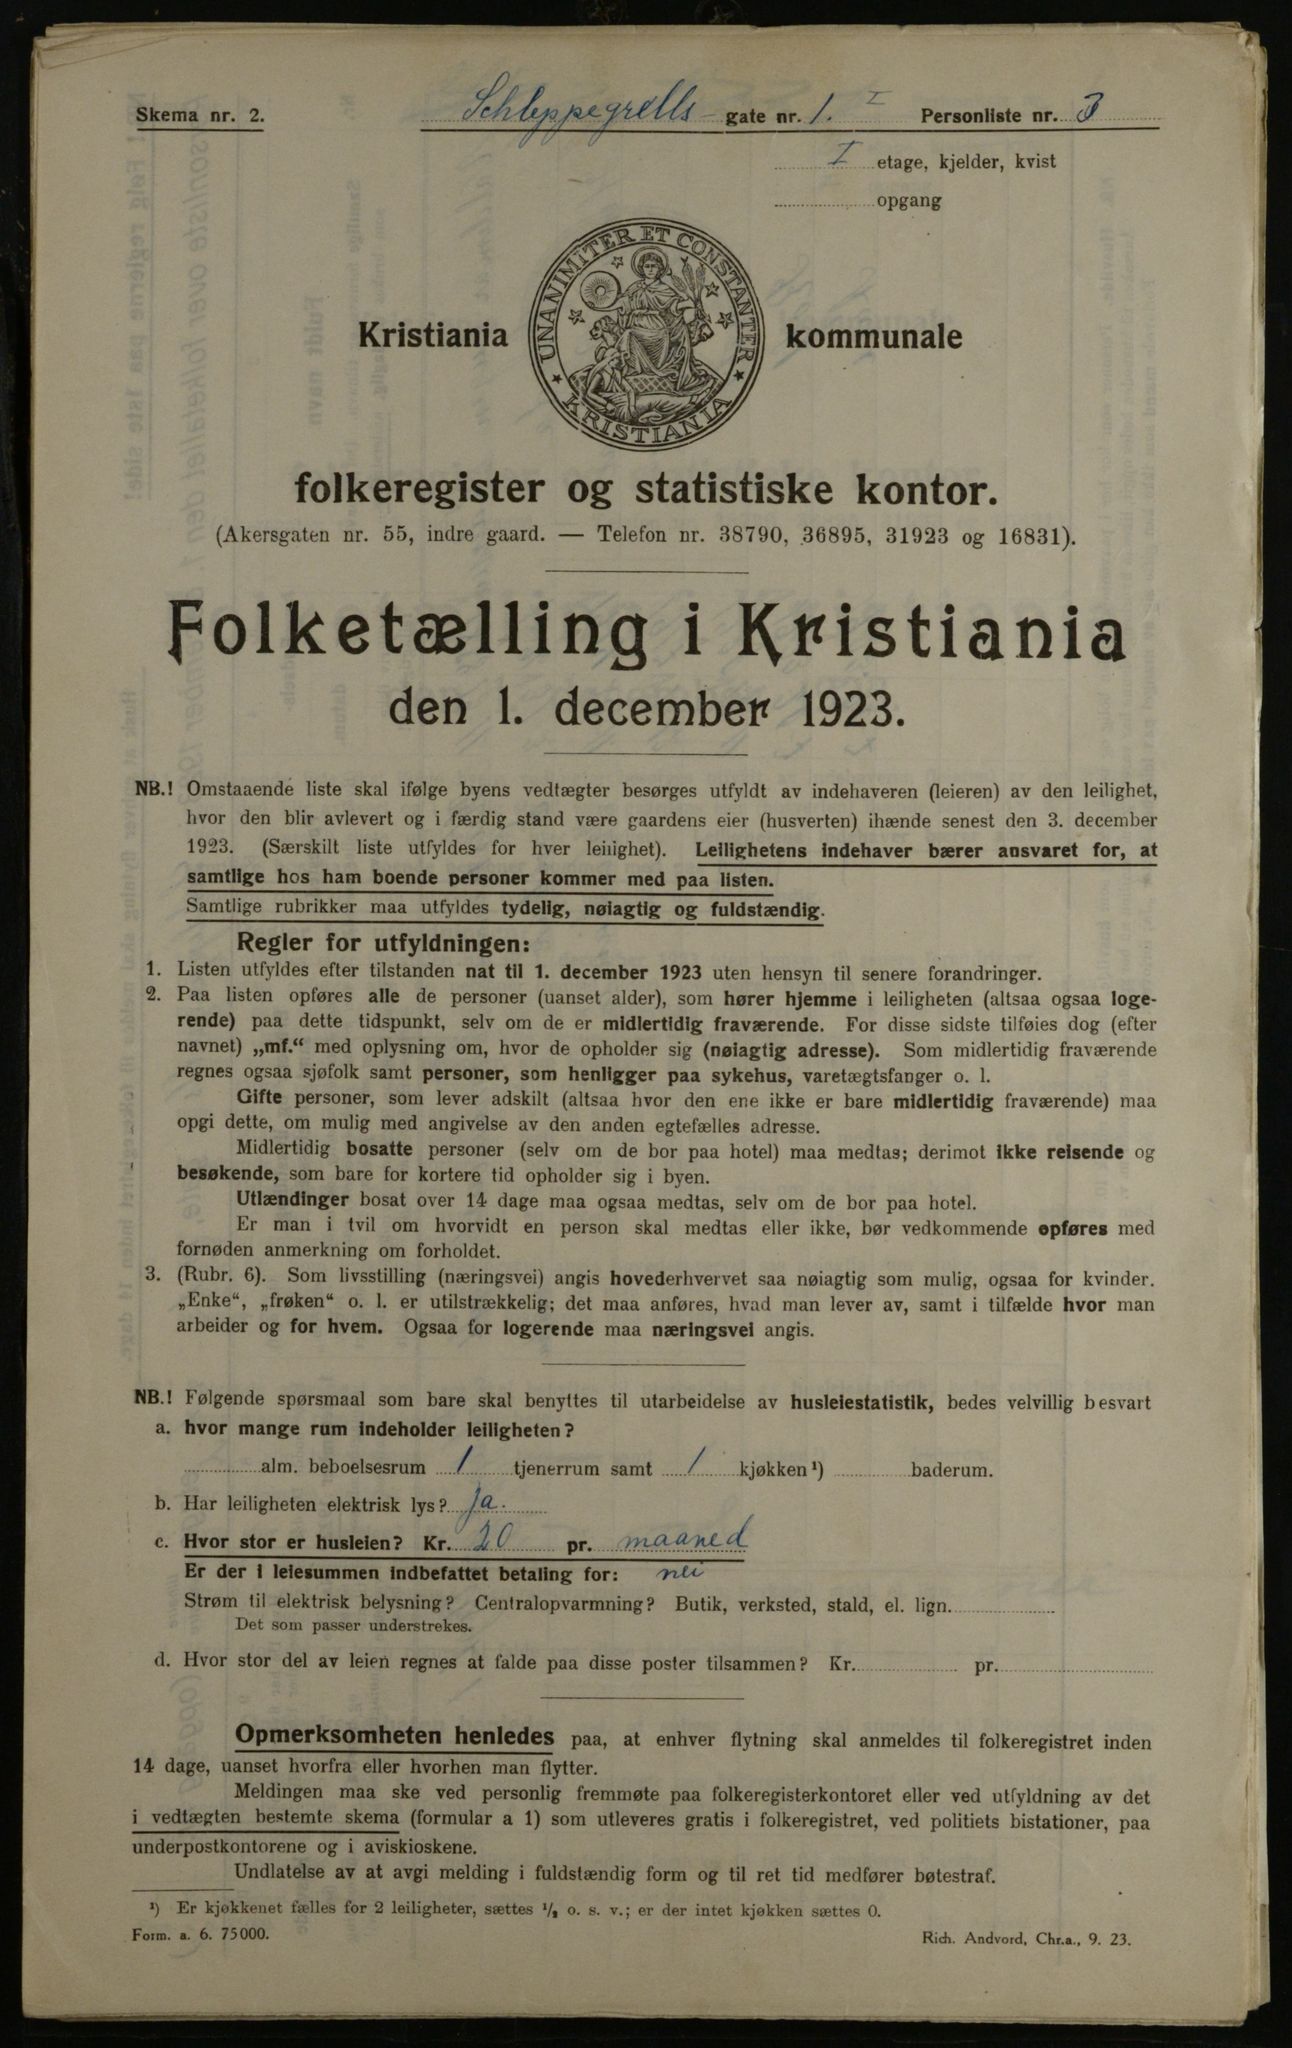 Skema nr. 2. Schleppegrells gate nr. 1. I Personliste nr. 3
I etage, kjelder, kvist
opgang
UNANIMITER ET CONSTANTER
KRISTIANIA
Kristiania kommunale
folkeregister og statistiske kontor.
(Akersgaten nr. 55, indre gaard. — Telefon nr. 38790, 36895, 31923 og 16831).
Folketælling i Kristiania
den 1. december 1923.
NB.! Omstaaende liste skal ifølge byens vedtægter besørges utfyldt av indehaveren (leieren) av den leilighet,
hvor den blir avlevert og i færdig stand være gaardens eier (husverten) ihænde senest den 3. december
1923. (Særskilt liste utfyldes for hver leilighet). Leilighetens indehaver bærer ansvaret for, at
samtlige hos ham boende personer kommer med paa listen.
Samtlige rubrikker maa utfyldes tydelig, nøiagtig og fuldstændig.
Regler for utfyldningen:
1. Listen utfyldes efter tilstanden nat til 1. december 1923 uten hensyn til senere forandringer.
2. Paa listen opføres alle de personer (uanset alder), som hører hjemme i leiligheten (altsaa ogsaa loge-
rende) paa dette tidspunkt, selv om de er midlertidig fraværende. For disse sidste tilføies dog (efter
navnet) „mf.“ med oplysning om, hvor de opholder sig (nøiagtig adresse). Som midlertidig fraværende
regnes ogsaa sjøfolk samt personer, som henligger paa sykehus, varetægtsfanger o. l.
Gifte personer, som lever adskilt (altsaa hvor den ene ikke er bare midlertidig fraværende) maa
opgi dette, om mulig med angivelse av den anden egtefælles adresse.
Midlertidig bosatte personer (selv om de bor paa hotel) maa medtas; derimot ikke reisende og
besøkende, som bare for kortere tid opholder sig i byen.
Utlændinger bosat over 14 dage maa ogsaa medtas, selv om de bor paa hotel.
Er man i tvil om hvorvidt en person skal medtas eller ikke, bør vedkommende opføres med
fornøden anmerkning om forholdet.
3. (Rubr. 6). Som livsstilling (næringsvei) angis hovederhvervet saa nøiagtig som mulig, ogsaa for kvinder.
„Enke“, „frøken“ o. l. er utilstrækkelig; det maa anføres, hvad man lever av, samt i tilfælde hvor man
arbeider og for hvem. Ogsaa for logerende maa næringsvei angis.
NB.! Følgende spørsmaal som bare skal benyttes til utarbeidelse av husleiestatistik, bedes velvillig besvart
a. hvor mange rum indeholder leiligheten?
alm. beboelsesrum 1 tjenerrum samt 1 kjøkken ¹) baderum.
b. Har leiligheten elektrisk lys? Ja.
c. Hvor stor er husleien? Kr. 20 pr. maaned
Er der i leiesummen indbefattet betaling for: nei
Strøm til elektrisk belysning? Centralopvarmning? Butik, verksted, stald, el. lign.
Det som passer understrekes.
d. Hvor stor del av leien regnes at falde paa disse poster tilsammen? Kr. pr.
Opmerksomheten henledes paa, at enhver flytning skal anmeldes til folkeregistret inden
14 dage, uanset hvorfra eller hvorhen man flytter.
Meldingen maa ske ved personlig fremmøte paa folkeregisterkontoret eller ved utfyldning av det
i vedtægten bestemte skema (formular a 1) som utleveres gratis i folkeregistret, ved politiets bistationer, paa
underpostkontorene og i aviskioskene.
Undlatelse av at avgi melding i fuldstændig form og til ret tid medfører bøtestraf.
¹) Er kjøkkenet fælles for 2 leiligheter, sættes ½ o. s. v.; er der intet kjøkken sættes 0.
Form. a. 6. 75000. Rich. Andvord, Chr.a., 9. 23.